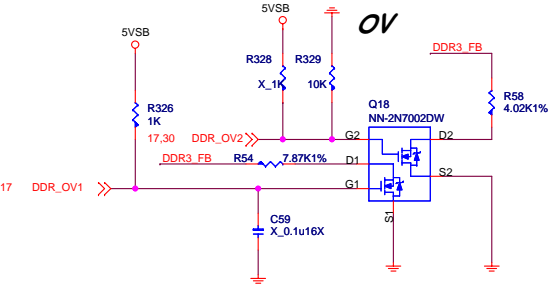 5VSB
OV
5VSB
DDR3_FB
R328
R329
X_1K
10K
R58
4.02K1%
R326
1K
Q18
NN-2N7002DW
17,30 DDR_OV2
G2
D2
DDR3_FB
R54
7.87K1%
D1
S2
17 DDR_OV1
G1
S1
C59
X_0.1u16X